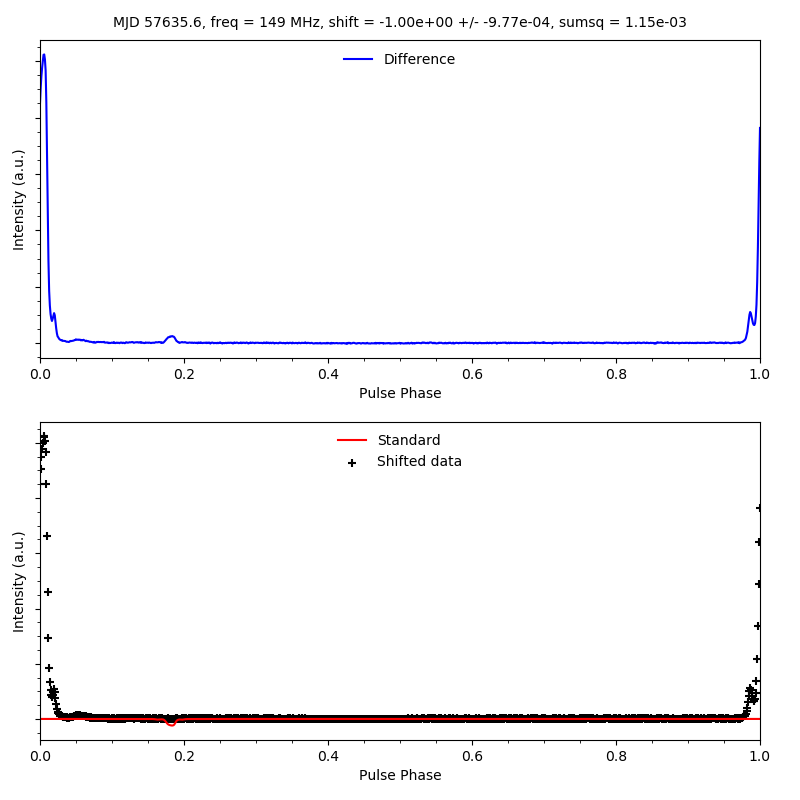 MJD 57635.6, freq = 149 MHz, shift = -1.00e+00 +/- -9.77e-04, sumsq = 1.15e-03
Difference
Intensity (a.u.)
0.0 0.2 0.4 0.6 0.8 1.0
Pulse Phase
Standard
Shifted data
Intensity (a.u.)
0.0 0.2 0.4 0.6 0.8 1.0
Pulse Phase